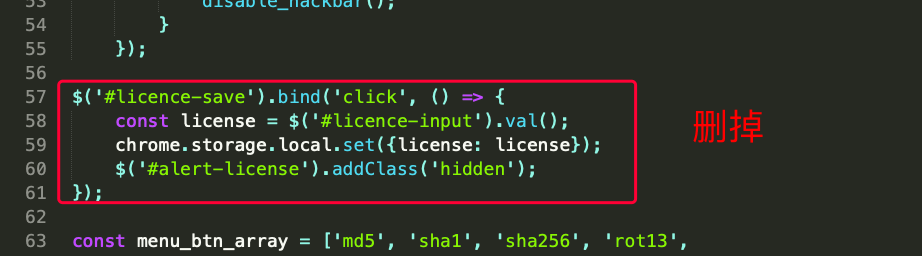 53 disable_hackbar();
54 }
55 });
56
57 $('#licence-save').bind('click', () => {
58 const license = $('#licence-input').val();
59 chrome.storage.local.set({license: license});
60 $('#alert-license').addClass('hidden');
61 });
62
63 const menu_btn_array = ['md5', 'sha1', 'sha256', 'rot13',
删掉